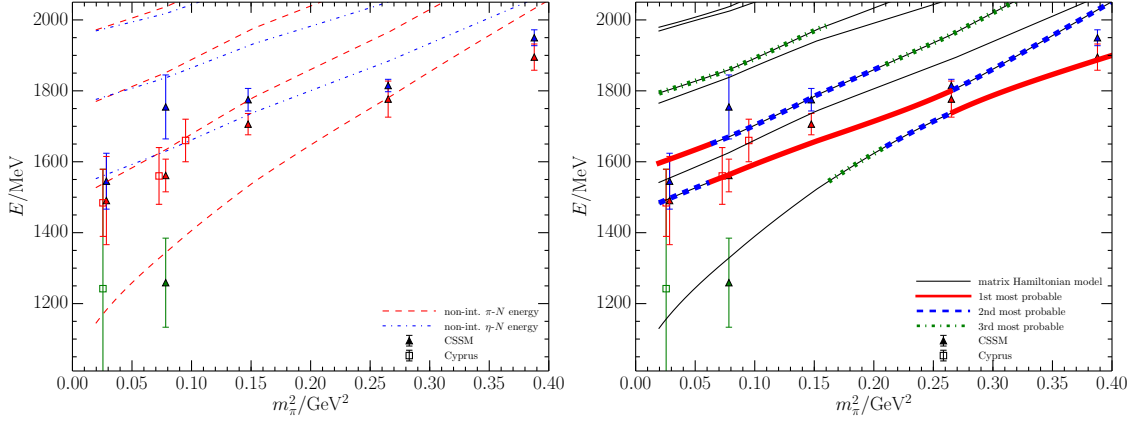 2000
1800
1600
1400
1200
E/MeV
0.00 0.05 0.10 0.15 0.20 0.25 0.30 0.35 0.40
m²π/GeV²
non-int. π-N energy
non-int. η-N energy
CSSM
Cyprus
2000
1800
1600
1400
1200
E/MeV
0.00 0.05 0.10 0.15 0.20 0.25 0.30 0.35 0.40
m²π/GeV²
matrix Hamiltonian model
1st most probable
2nd most probable
3rd most probable
CSSM
Cyprus